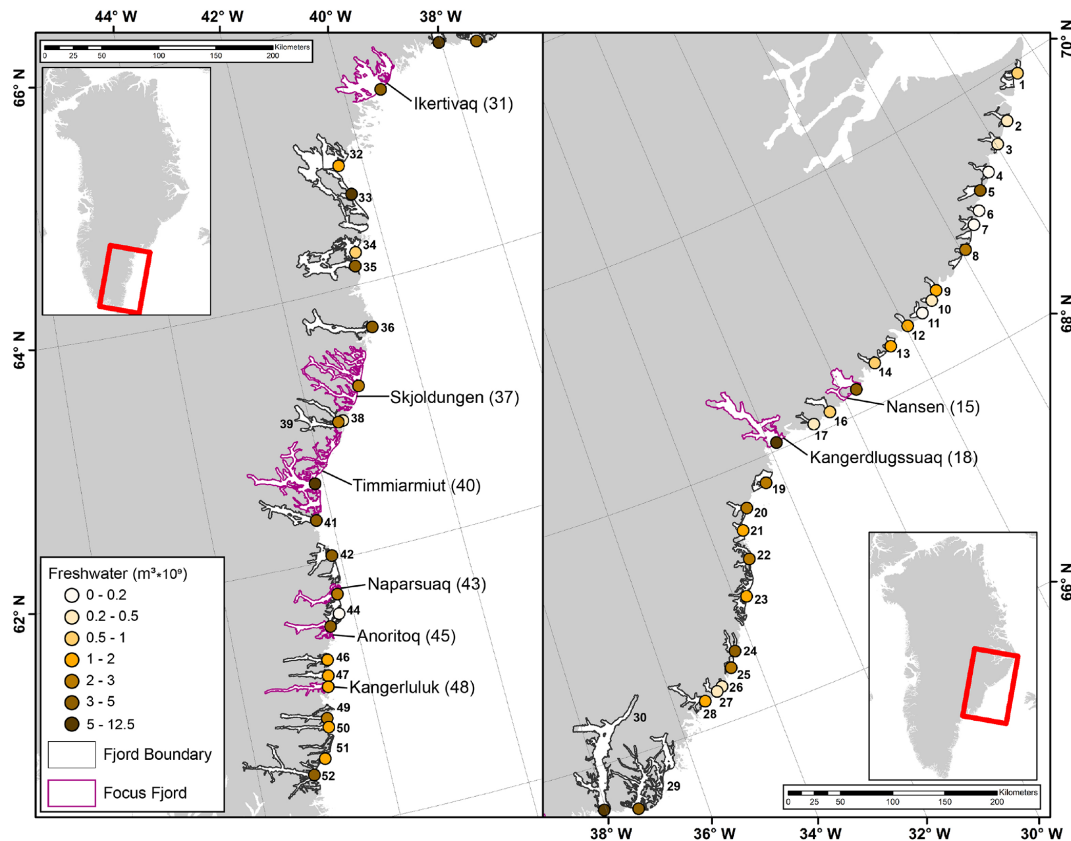 44° W
42° W
40° W
38° W
0 25 50 100 150 200 Kilometers
66° N
64° N
62° N
Ikertivaq (31)
32
33
34
35
36
Skjoldungen (37)
38
39
Timmiarmiut (40)
41
42
Naparsuaq (43)
44
Anoritoq (45)
46
47
Kangerluluk (48)
49
50
51
52
Freshwater (m³*10⁹)
0 - 0.2
0.2 - 0.5
0.5 - 1
1 - 2
2 - 3
3 - 5
5 - 12.5
Fjord Boundary
Focus Fjord
70° N
68° N
66° N
1
2
3
4
5
6
7
8
9
10
11
12
13
14
Nansen (15)
16
17
Kangerdlugssuaq (18)
19
20
21
22
23
24
25
26
27
28
29
30
0 25 50 100 150 200 Kilometers
38° W
36° W
34° W
32° W
30° W